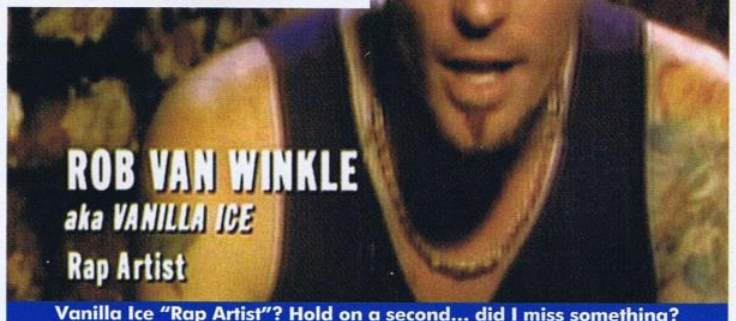 ROB VAN WINKLE
aka VANILLA ICE
Rap Artist
Vanilla Ice “Rap Artist”? Hold on a second... did I miss something?